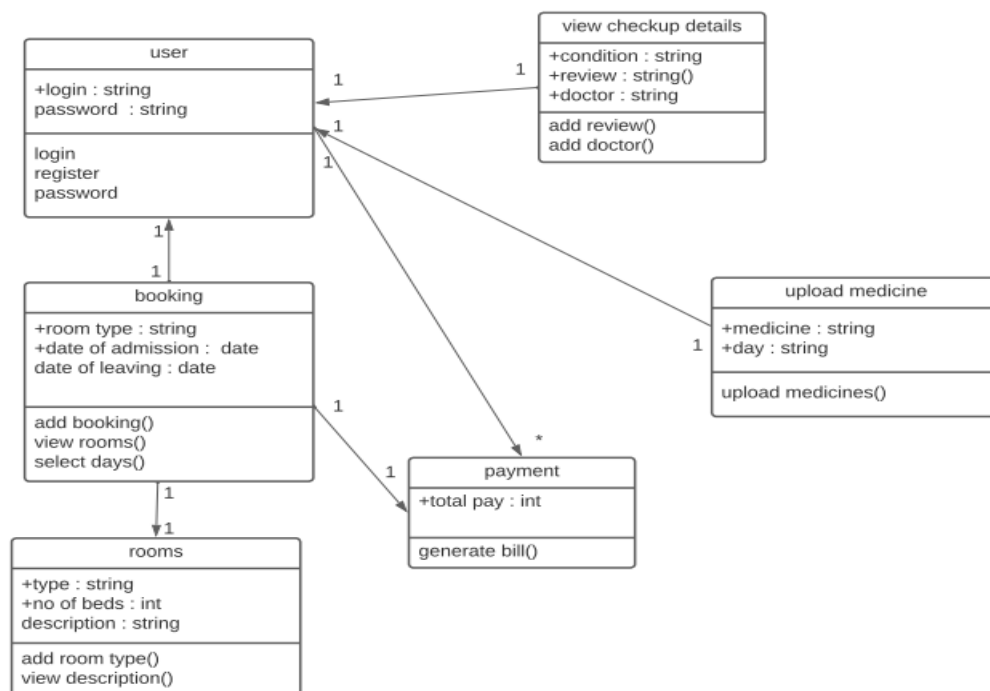 view checkup details
+condition : string
+review : string()
+doctor : string
add review()
add doctor()
user
+login : string
password : string
login
register
password
1
1
1
1
1
1
booking
+room type : string
+date of admission : date
date of leaving : date
add booking()
view rooms()
select days()
upload medicine
+medicine : string
+day : string
upload medicines()
1
1
*
1
payment
+total pay : int
generate bill()
1
1
rooms
+type : string
+no of beds : int
description : string
add room type()
view description()